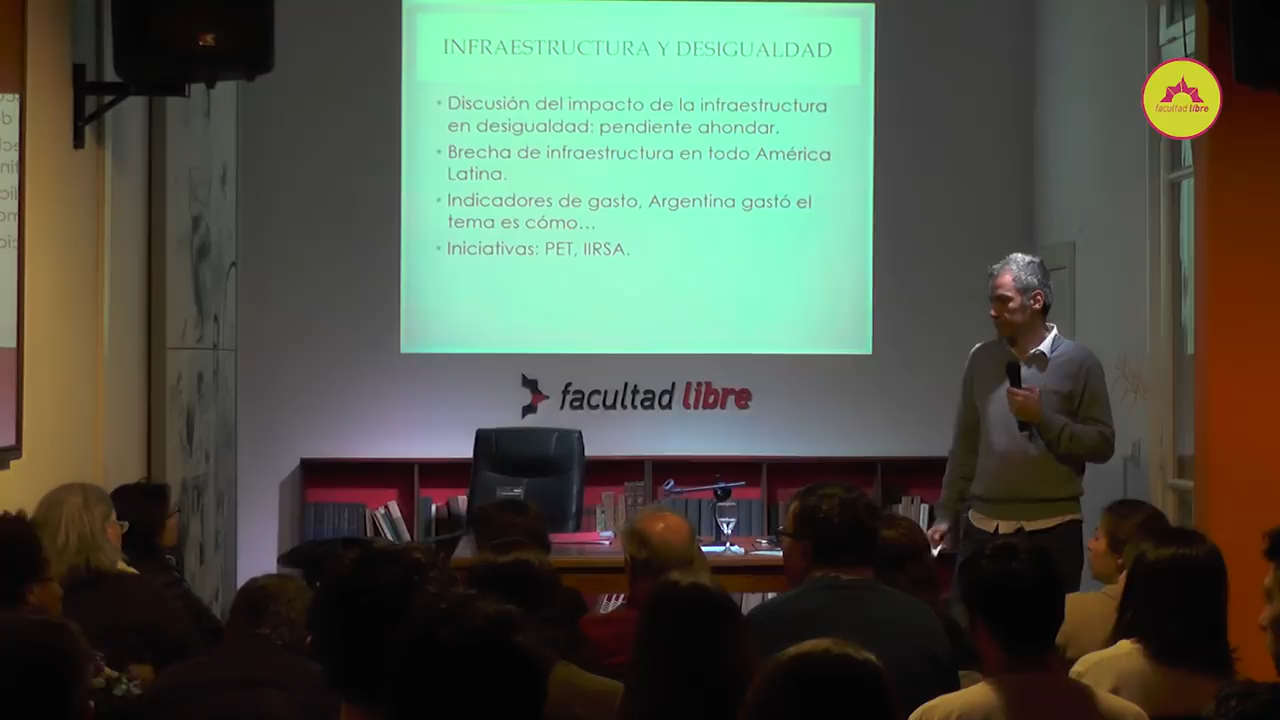 INFRAESTRUCTURA Y DESIGUALDAD
• Discusión del impacto de la infraestructura
en desigualdad: pendiente ahondar.
• Brecha de infraestructura en todo América
Latina.
• Indicadores de gasto, Argentina gastó el
tema es cómo...
• Iniciativas: PET, IIRSA.
facultad libre
facultad libre